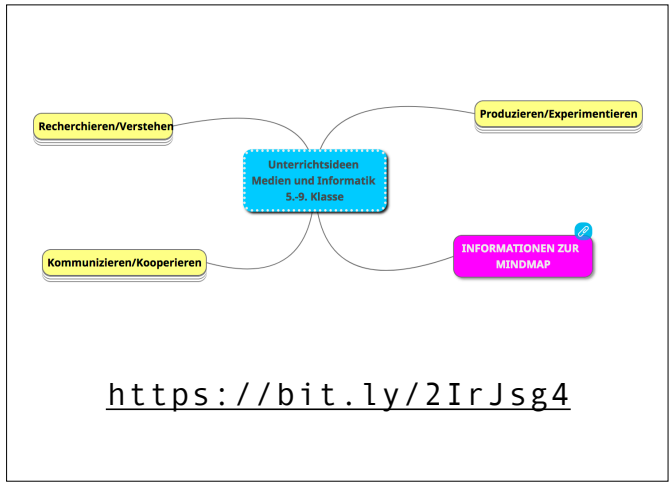 Recherchieren/Verstehen
Produzieren/Experimentieren
Unterrichtsideen
Medien und Informatik
5.-9. Klasse
Kommunizieren/Kooperieren
INFORMATIONEN ZUR
MINDMAP
https://bit.ly/2IrJsg4